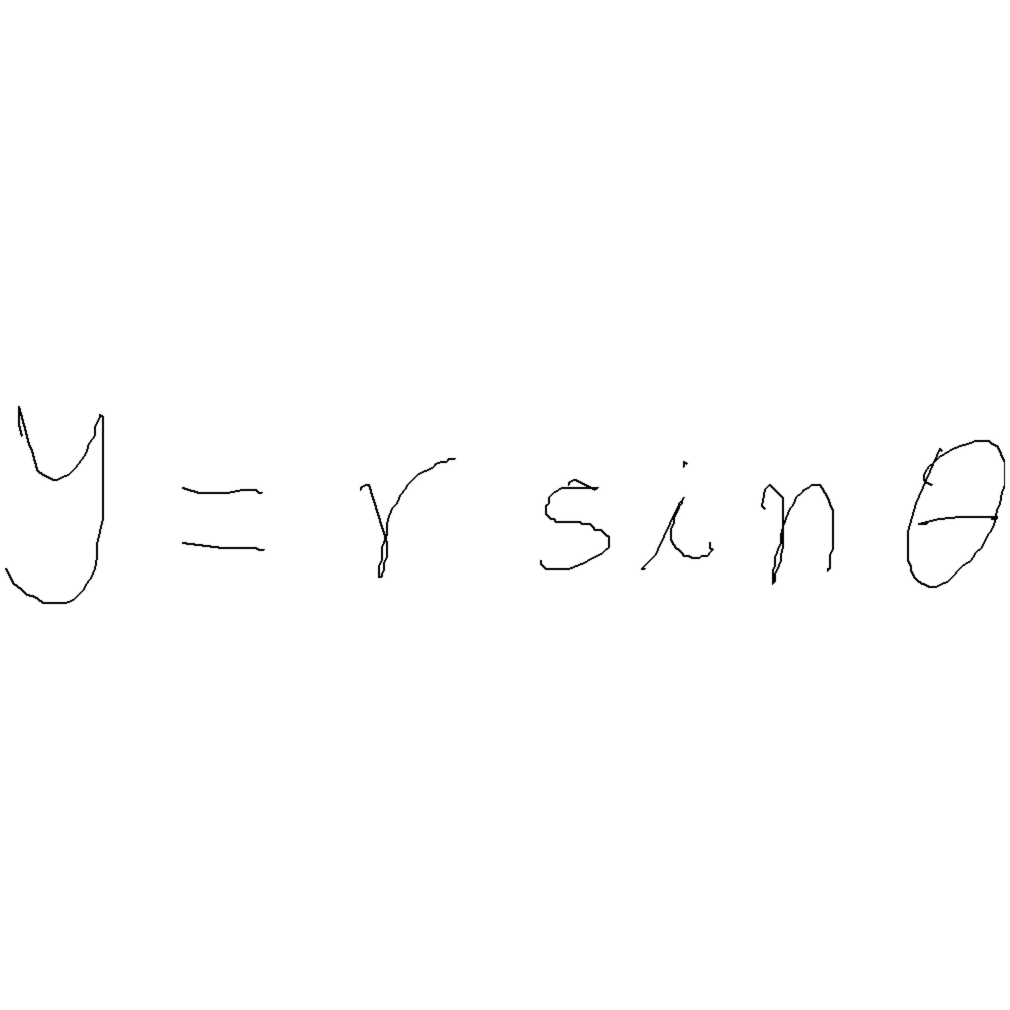 y = r sin θ